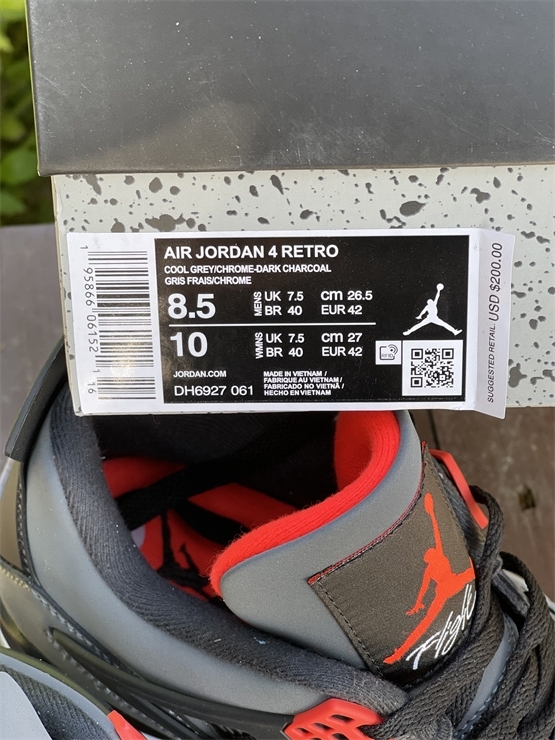 AIR JORDAN 4 RETRO
COOL GREY/CHROME-DARK CHARCOAL
GRIS FRAIS/CHROME
8.5 MENS UK 7.5 cm 26.5
BR 40 EUR 42
10 WMNS UK 7.5 cm 27
BR 40 EUR 42
JORDAN.COM
DH6927 061
MADE IN VIETNAM /
FABRIQUE AU VIETNAM/
FABRICADO NO VIETNÃ /
HECHO EN VIETNAM
RFID
1 95866 06152 16
SUGGESTED RETAIL: USD $200.00
Flight